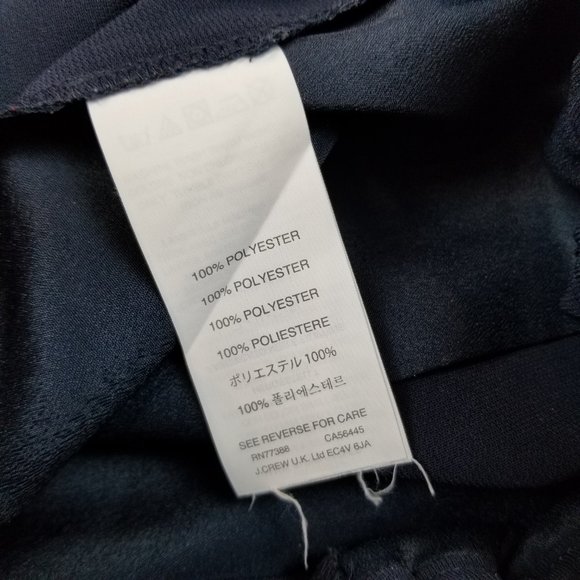 100% POLYESTER
100% POLYESTER
100% POLYESTER
100% POLIESTERE
ポリエステル 100%
100% 폴리에스테르
SEE REVERSE FOR CARE
RN77388 CA56445
J.CREW U.K. Ltd EC4V 6JA